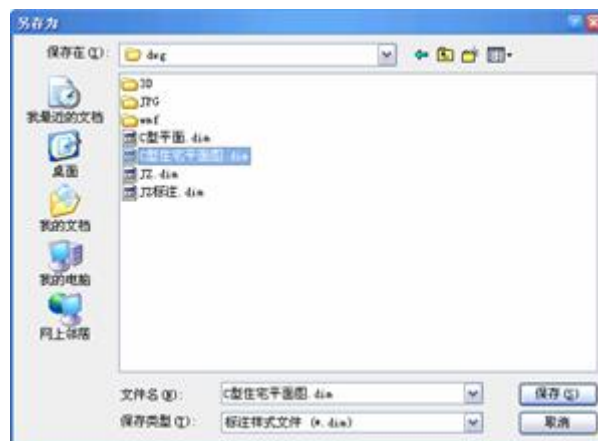 另存为
保存在(I):
dwg
我最近的文档
桌面
我的文档
我的电脑
网上邻居
3D
JPG
wmf
C型平面.dim
C型住宅平面图.dim
JZ.dim
JZ标注.dim
文件名(N):
C型住宅平面图.dim
保存(S)
保存类型(T):
标注样式文件 (*.dim)
取消